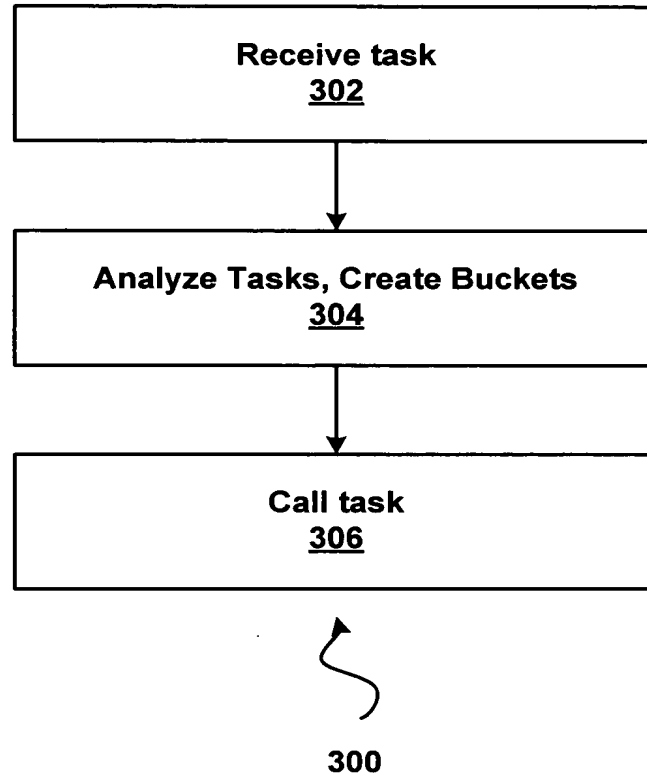 Receive task
302
Analyze Tasks, Create Buckets
304
Call task
306
300